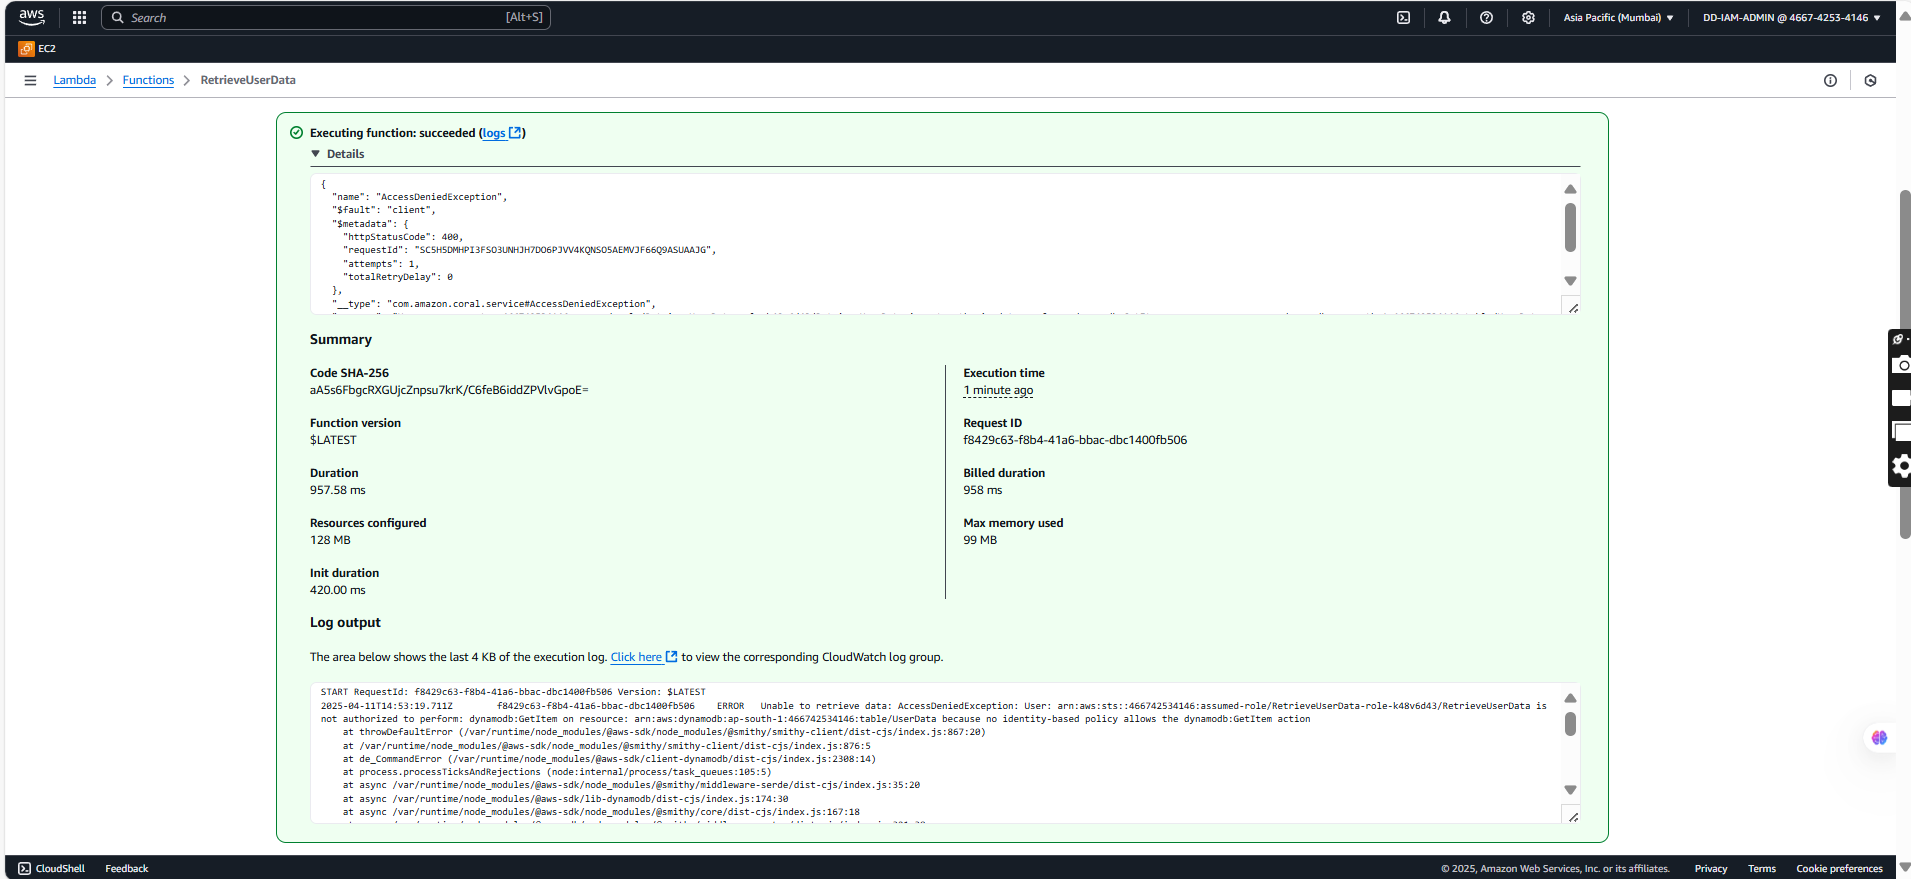 aws
Search
[Alt+S]
Asia Pacific (Mumbai)
DD-IAM-ADMIN @ 4667-4253-4146
EC2
Lambda
Functions
RetrieveUserData
Executing function: succeeded (logs)
Details
{
"name": "AccessDeniedException",
"$fault": "client",
"$metadata": {
"httpStatusCode": 400,
"requestId": "SC5H5DMHPI3FSO3UNHJH7DO6PJVV4KQNSO5AEMVJF66Q9ASUAAJG",
"attempts": 1,
"totalRetryDelay": 0
},
"__type": "com.amazon.coral.service#AccessDeniedException",
Summary
Code SHA-256
aA5s6FbgcRXGUjcZnpsu7krK/C6feB6iddZPVlvGpoE=
Execution time
1 minute ago
Function version
$LATEST
Request ID
f8429c63-f8b4-41a6-bbac-dbc1400fb506
Duration
957.58 ms
Billed duration
958 ms
Resources configured
128 MB
Max memory used
99 MB
Init duration
420.00 ms
Log output
The area below shows the last 4 KB of the execution log. Click here to view the corresponding CloudWatch log group.
START RequestId: f8429c63-f8b4-41a6-bbac-dbc1400fb506 Version: $LATEST
2025-04-11T14:53:19.711Z f8429c63-f8b4-41a6-bbac-dbc1400fb506 ERROR Unable to retrieve data: AccessDeniedException: User: arn:aws:sts::466742534146:assumed-role/RetrieveUserData-role-k48v6d43/RetrieveUserData is
not authorized to perform: dynamodb:GetItem on resource: arn:aws:dynamodb:ap-south-1:466742534146:table/UserData because no identity-based policy allows the dynamodb:GetItem action
at throwDefaultError (/var/runtime/node_modules/@aws-sdk/node_modules/@smithy/smithy-client/dist-cjs/index.js:867:20)
at /var/runtime/node_modules/@aws-sdk/node_modules/@smithy/smithy-client/dist-cjs/index.js:876:5
at de_CommandError (/var/runtime/node_modules/@aws-sdk/client-dynamodb/dist-cjs/index.js:2308:14)
at process.processTicksAndRejections (node:internal/process/task_queues:105:5)
at async /var/runtime/node_modules/@aws-sdk/node_modules/@smithy/middleware-serde/dist-cjs/index.js:35:20
at async /var/runtime/node_modules/@aws-sdk/lib-dynamodb/dist-cjs/index.js:174:30
at async /var/runtime/node_modules/@aws-sdk/node_modules/@smithy/core/dist-cjs/index.js:167:18
CloudShell
Feedback
© 2025, Amazon Web Services, Inc. or its affiliates.
Privacy
Terms
Cookie preferences